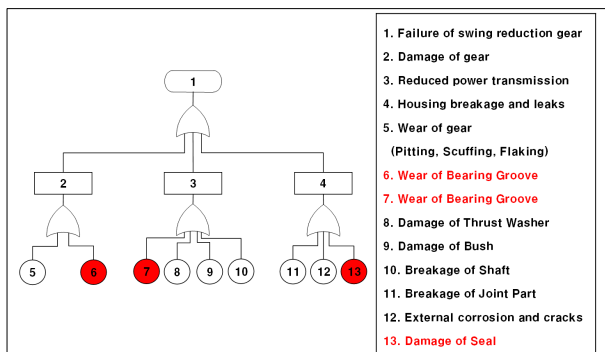 1
2
3
4
5
6
7
8
9
10
11
12
13
1. Failure of swing reduction gear
2. Damage of gear
3. Reduced power transmission
4. Housing breakage and leaks
5. Wear of gear
(Pitting, Scuffing, Flaking)
6. Wear of Bearing Groove
7. Wear of Bearing Groove
8. Damage of Thrust Washer
9. Damage of Bush
10. Breakage of Shaft
11. Breakage of Joint Part
12. External corrosion and cracks
13. Damage of Seal